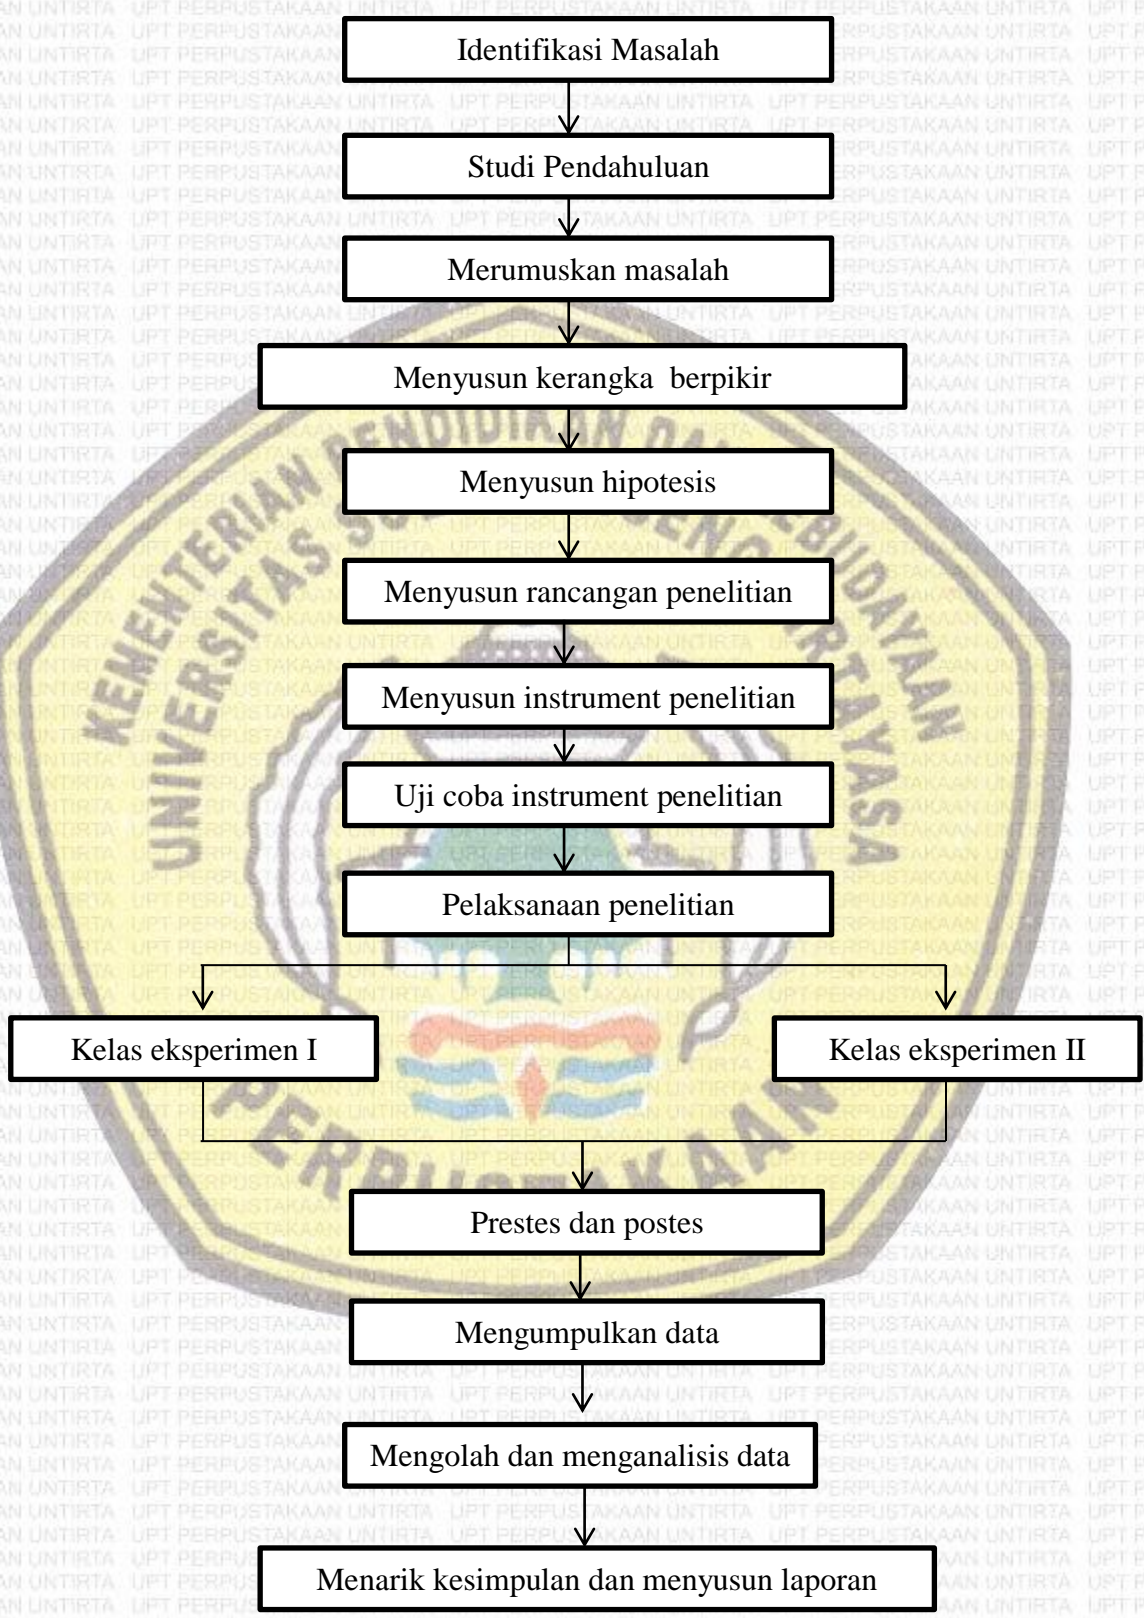 Identifikasi Masalah
Studi Pendahuluan
Merumuskan masalah
Menyusun kerangka berpikir
Menyusun hipotesis
Menyusun rancangan penelitian
Menyusun instrument penelitian
Uji coba instrument penelitian
Pelaksanaan penelitian
Kelas eksperimen I
Kelas eksperimen II
Prestes dan postes
Mengumpulkan data
Mengolah dan menganalisis data
Menarik kesimpulan dan menyusun laporan